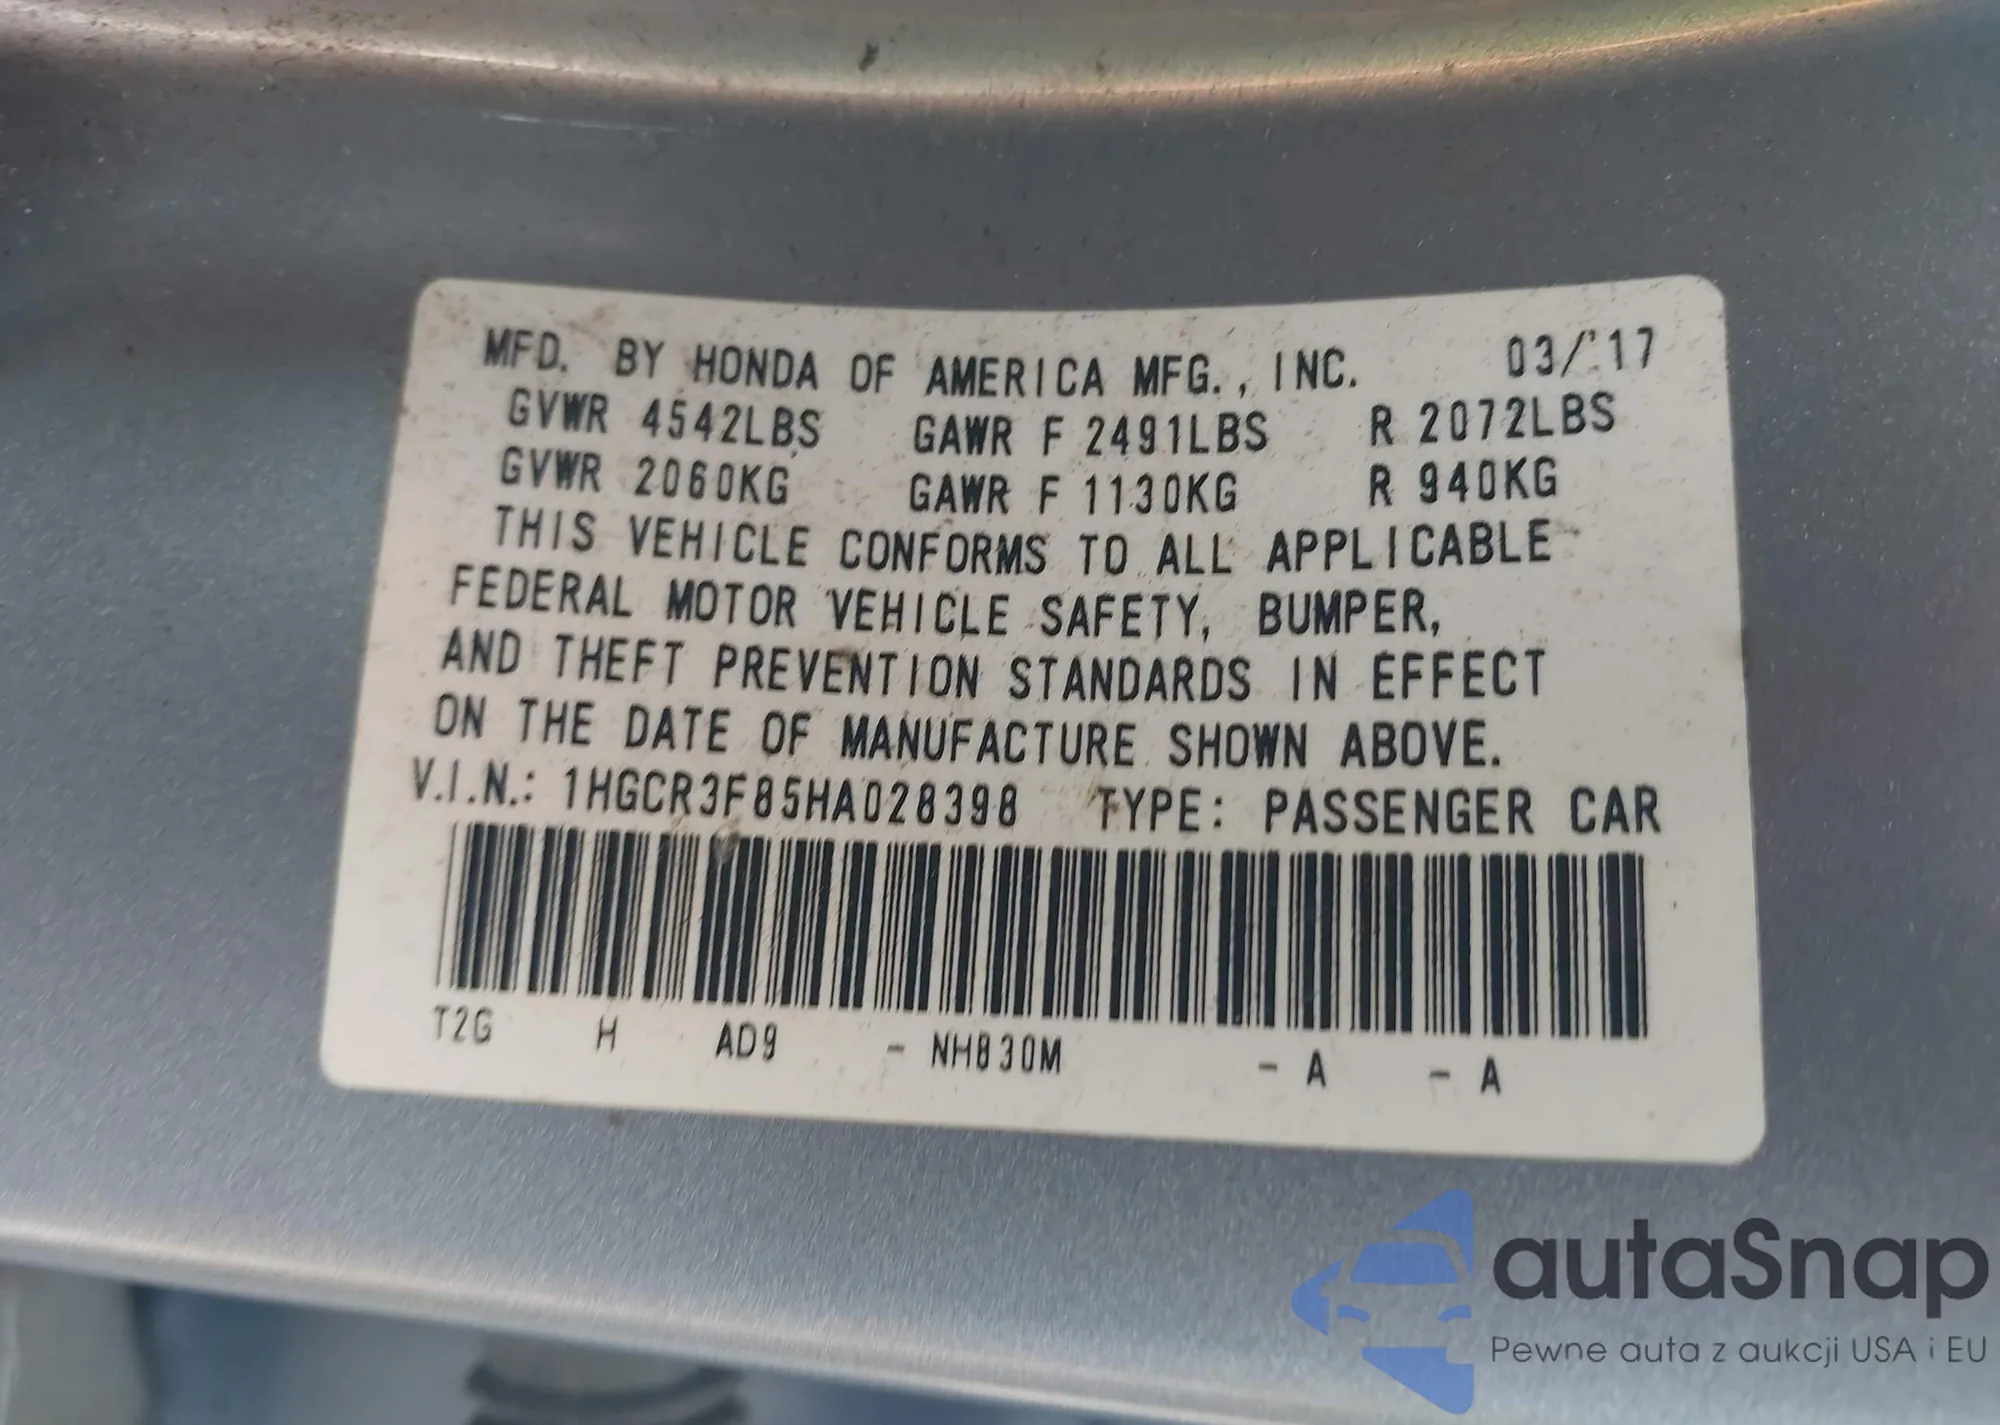 MFD. BY HONDA OF AMERICA MFG., INC. 03/'17
GVWR 4542LBS GAWR F 2491LBS R 2072LBS
GVWR 2060KG GAWR F 1130KG R 940KG
THIS VEHICLE CONFORMS TO ALL APPLICABLE
FEDERAL MOTOR VEHICLE SAFETY, BUMPER,
AND THEFT PREVENTION STANDARDS IN EFFECT
ON THE DATE OF MANUFACTURE SHOWN ABOVE.
V.I.N.: 1HGCR3F85HA028398 TYPE: PASSENGER CAR
T2G H AD9 - NH830M - A - A
autaSnap
Pewne auta z aukcji USA i EU